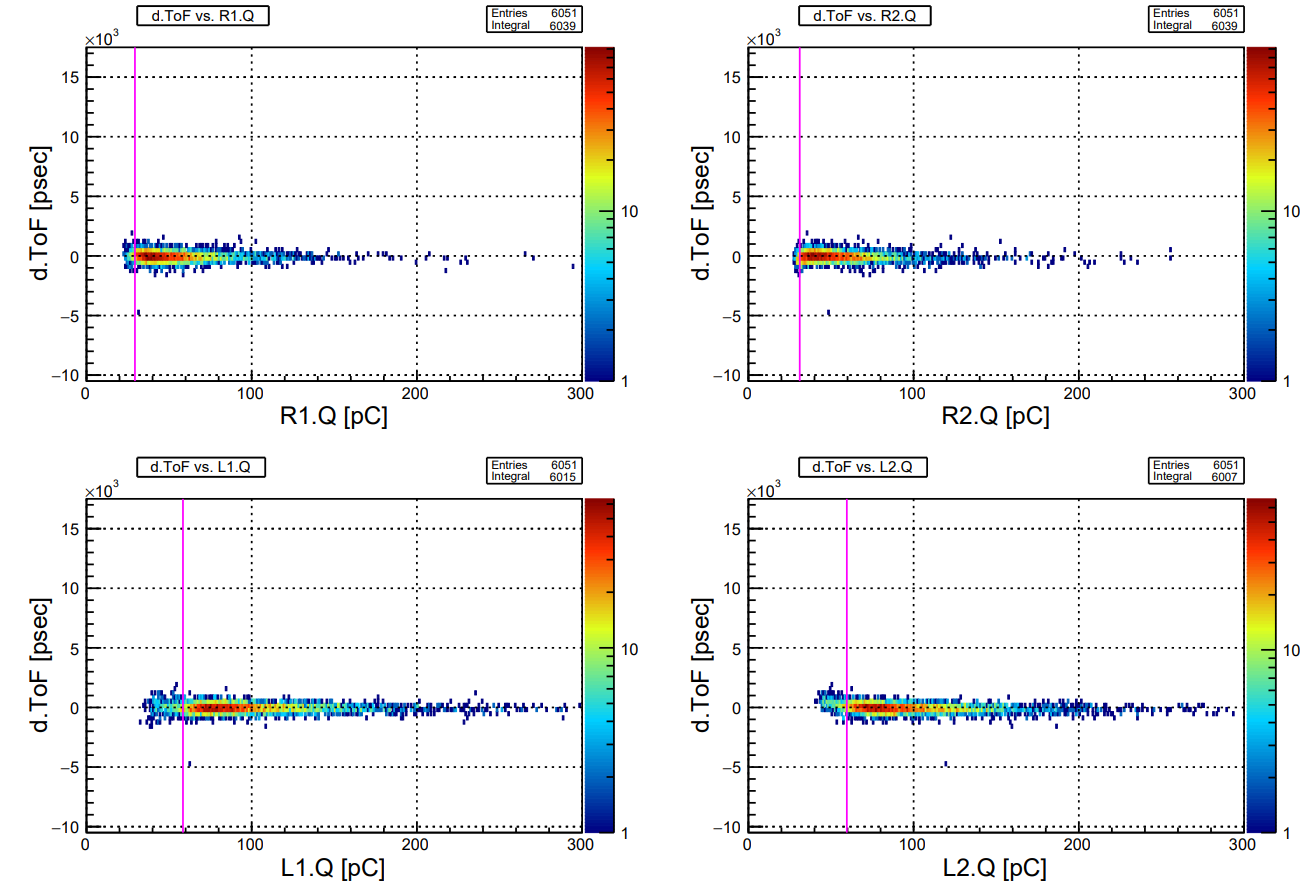 d.ToF vs. R1.Q
Entries 6051
Integral 6039
×10³
15
10
5
0
−5
−10
d.ToF [psec]
0 100 200 300
R1.Q [pC]
10
1
d.ToF vs. R2.Q
Entries 6051
Integral 6039
×10³
15
10
5
0
−5
−10
d.ToF [psec]
0 100 200 300
R2.Q [pC]
10
1
d.ToF vs. L1.Q
Entries 6051
Integral 6015
×10³
15
10
5
0
−5
−10
d.ToF [psec]
0 100 200 300
L1.Q [pC]
10
1
d.ToF vs. L2.Q
Entries 6051
Integral 6007
×10³
15
10
5
0
−5
−10
d.ToF [psec]
0 100 200 300
L2.Q [pC]
10
1